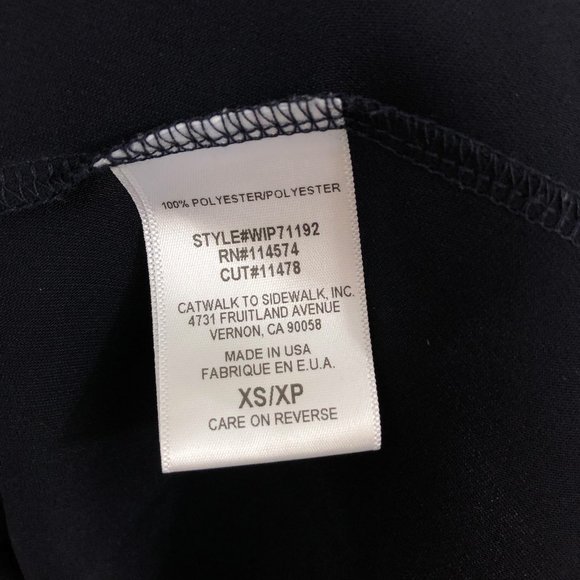 100% POLYESTER/POLYESTER
STYLE#WIP71192
RN#114574
CUT#11478
CATWALK TO SIDEWALK, INC.
4731 FRUITLAND AVENUE
VERNON, CA 90058
MADE IN USA
FABRIQUE EN E.U.A.
XS/XP
CARE ON REVERSE